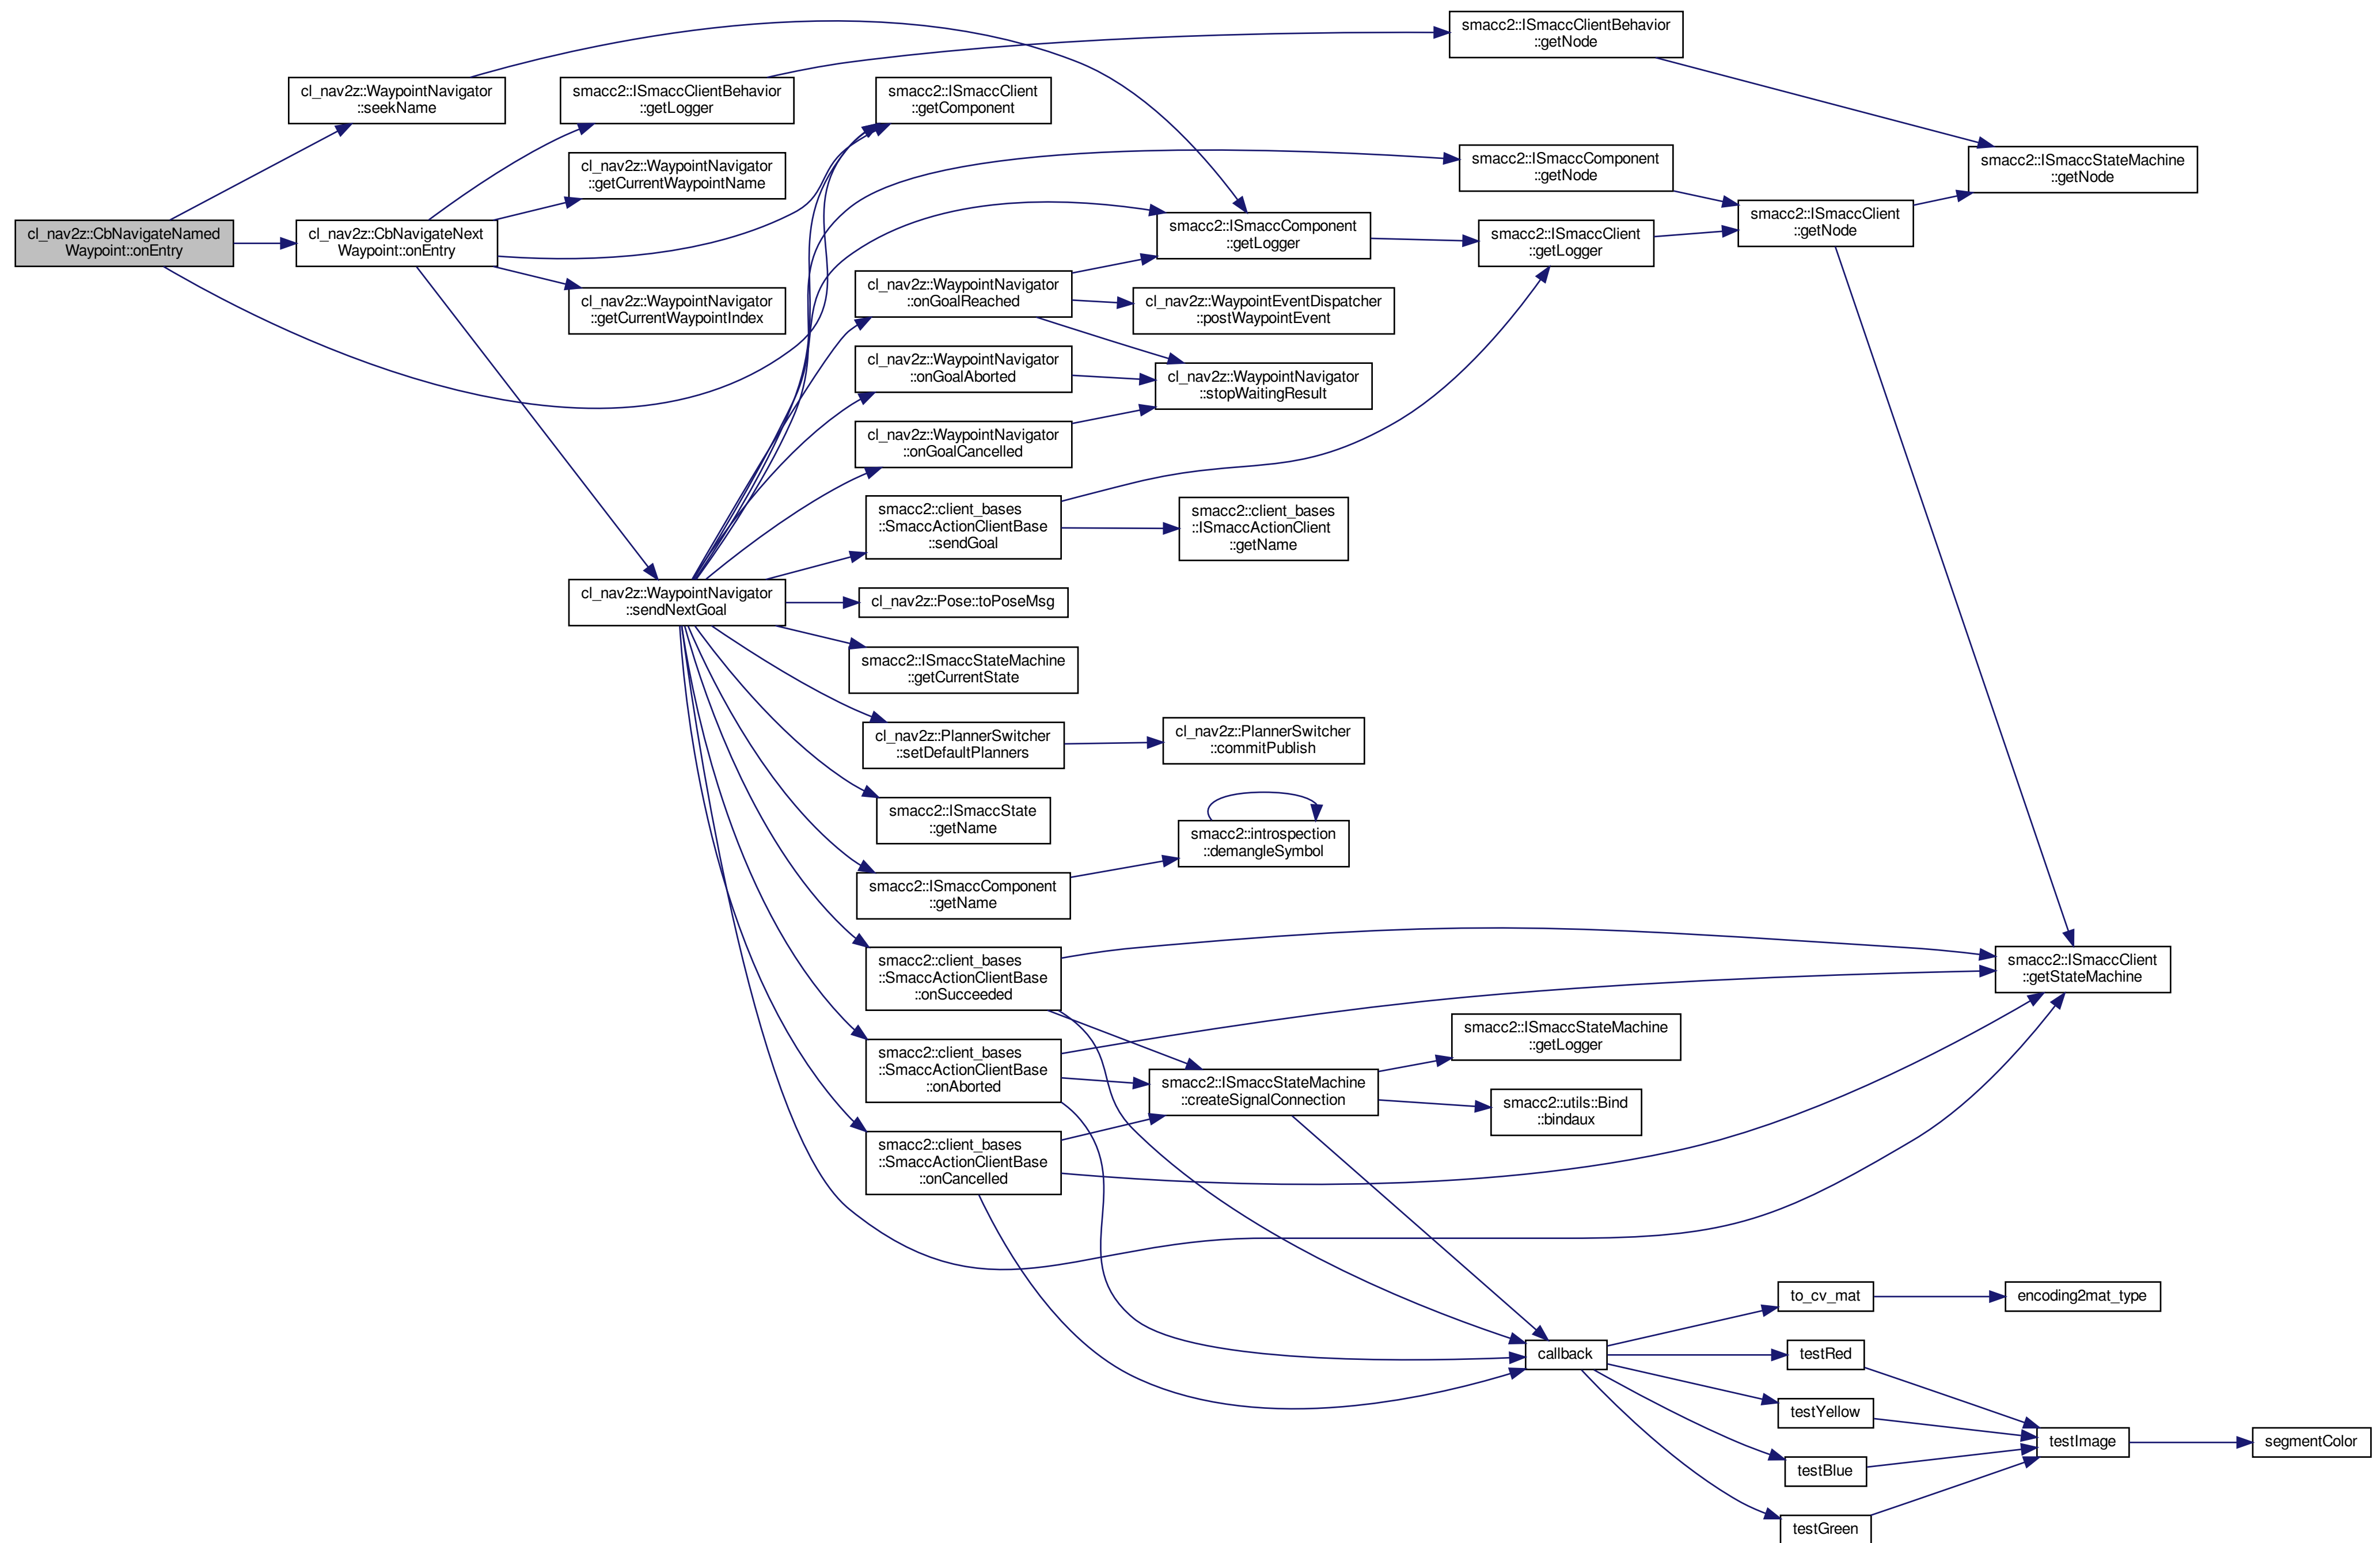 cl_nav2z::CbNavigateNamed
Waypoint::onEntry
cl_nav2z::WaypointNavigator
::seekName
cl_nav2z::CbNavigateNext
Waypoint::onEntry
smacc2::ISmaccClientBehavior
::getLogger
cl_nav2z::WaypointNavigator
::getCurrentWaypointName
cl_nav2z::WaypointNavigator
::getCurrentWaypointIndex
cl_nav2z::WaypointNavigator
::sendNextGoal
smacc2::ISmaccClient
::getComponent
cl_nav2z::WaypointNavigator
::onGoalReached
cl_nav2z::WaypointNavigator
::onGoalAborted
cl_nav2z::WaypointNavigator
::onGoalCancelled
smacc2::client_bases
::SmaccActionClientBase
::sendGoal
cl_nav2z::Pose::toPoseMsg
smacc2::ISmaccStateMachine
::getCurrentState
cl_nav2z::PlannerSwitcher
::setDefaultPlanners
smacc2::ISmaccState
::getName
smacc2::ISmaccComponent
::getName
smacc2::client_bases
::SmaccActionClientBase
::onSucceeded
smacc2::client_bases
::SmaccActionClientBase
::onAborted
smacc2::client_bases
::SmaccActionClientBase
::onCancelled
smacc2::ISmaccComponent
::getLogger
cl_nav2z::WaypointEventDispatcher
::postWaypointEvent
cl_nav2z::WaypointNavigator
::stopWaitingResult
smacc2::client_bases
::ISmaccActionClient
::getName
cl_nav2z::PlannerSwitcher
::commitPublish
smacc2::introspection
::demangleSymbol
smacc2::ISmaccStateMachine
::createSignalConnection
smacc2::ISmaccClientBehavior
::getNode
smacc2::ISmaccComponent
::getNode
smacc2::ISmaccClient
::getLogger
smacc2::ISmaccStateMachine
::getLogger
smacc2::utils::Bind
::bindaux
callback
smacc2::ISmaccClient
::getNode
smacc2::ISmaccStateMachine
::getNode
smacc2::ISmaccClient
::getStateMachine
to_cv_mat
encoding2mat_type
testRed
testYellow
testBlue
testGreen
testImage
segmentColor